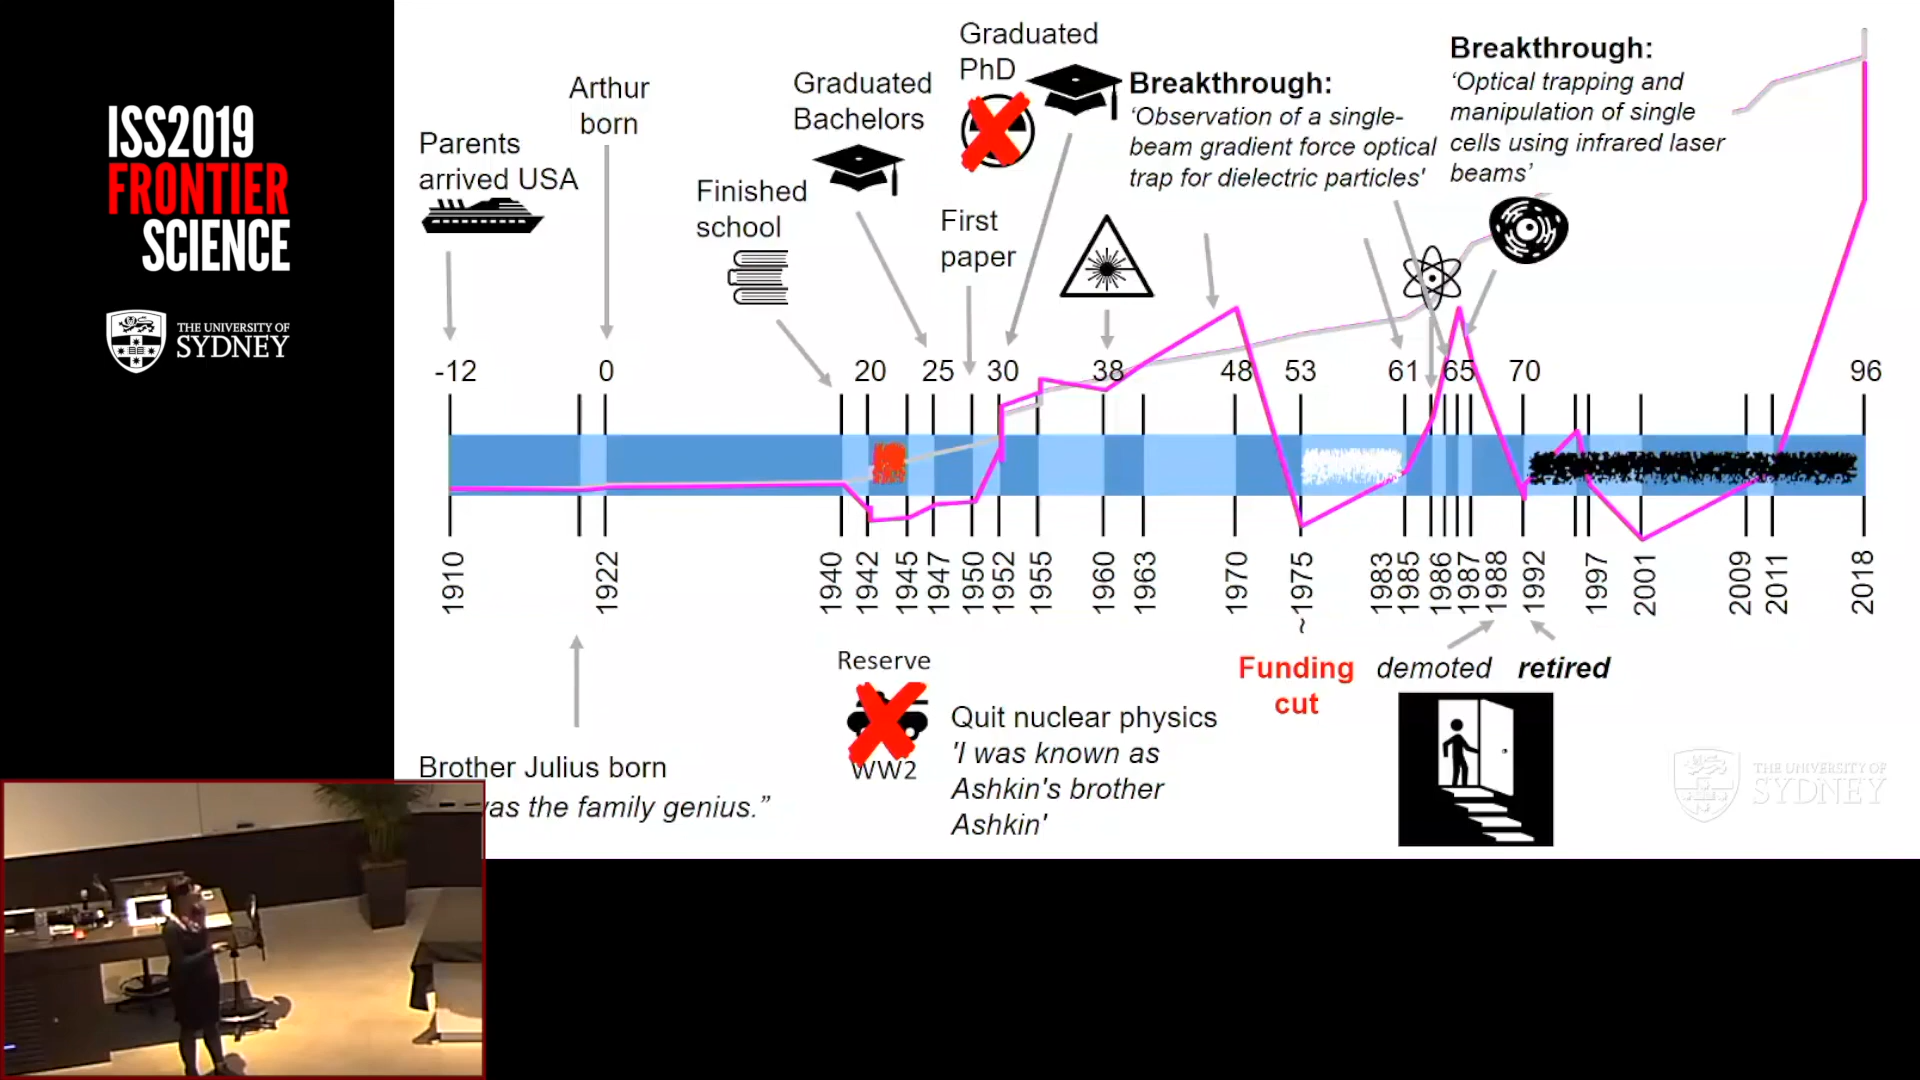 ISS2019
FRONTIER
SCIENCE
THE UNIVERSITY OF
SYDNEY
Parents
arrived USA
Arthur
born
Finished
school
Graduated
Bachelors
First
paper
Graduated
PhD
Breakthrough:
‘Observation of a single-
beam gradient force optical
trap for dielectric particles'
Breakthrough:
‘Optical trapping and
manipulation of single
cells using infrared laser
beams’
-12 0 20 25 30 38 48 53 61 65 70 96
1910 1922 1940 1942 1945 1947 1950 1952 1955 1960 1963 1970 1975 1983 1985 1986 1987 1988 1992 1997 2001 2009 2011 2018
~
Brother Julius born
was the family genius.”
Reserve
WW2
Quit nuclear physics
'I was known as
Ashkin's brother
Ashkin'
Funding
cut
demoted
retired
THE UNIVERSITY OF
SYDNEY